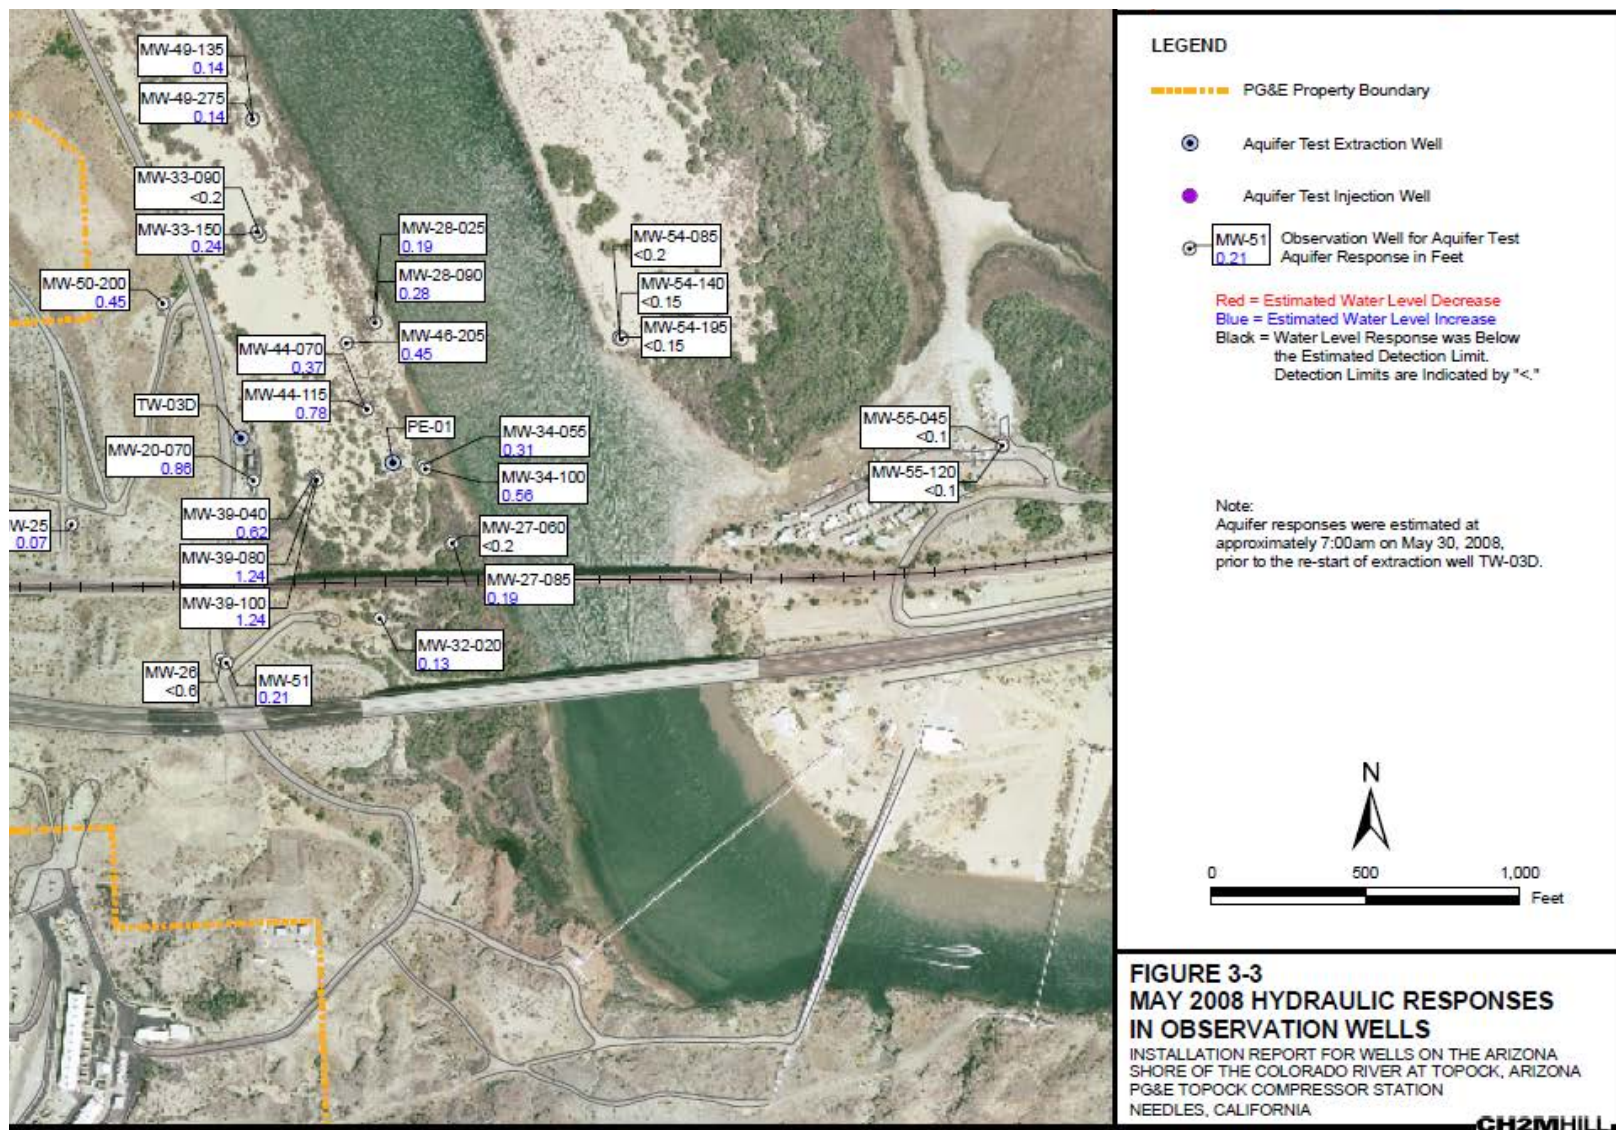 MW-49-135
0.14
MW-49-275
0.14
MW-33-090
<0.2
MW-33-150
0.24
MW-50-200
0.45
MW-28-025
0.19
MW-28-090
0.28
MW-46-205
0.45
MW-44-070
0.37
MW-44-115
0.78
MW-54-085
<0.2
MW-54-140
<0.15
MW-54-195
<0.15
TW-03D
PE-01
MW-20-070
0.86
MW-34-055
0.31
MW-34-100
0.56
MW-55-045
<0.1
MW-55-120
<0.1
W-25
0.07
MW-39-040
0.62
MW-39-080
1.24
MW-39-100
1.24
MW-27-060
<0.2
MW-27-085
0.19
MW-32-020
0.13
MW-26
<0.6
MW-51
0.21
LEGEND
PG&E Property Boundary
Aquifer Test Extraction Well
Aquifer Test Injection Well
MW-51
0.21
Observation Well for Aquifer Test
Aquifer Response in Feet
Red = Estimated Water Level Decrease
Blue = Estimated Water Level Increase
Black = Water Level Response was Below
the Estimated Detection Limit.
Detection Limits are Indicated by "<."
Note:
Aquifer responses were estimated at
approximately 7:00am on May 30, 2008,
prior to the re-start of extraction well TW-03D.
N
0 500 1,000
Feet
FIGURE 3-3
MAY 2008 HYDRAULIC RESPONSES
IN OBSERVATION WELLS
INSTALLATION REPORT FOR WELLS ON THE ARIZONA
SHORE OF THE COLORADO RIVER AT TOPOCK, ARIZONA
PG&E TOPOCK COMPRESSOR STATION
NEEDLES, CALIFORNIA
CH2MHILL